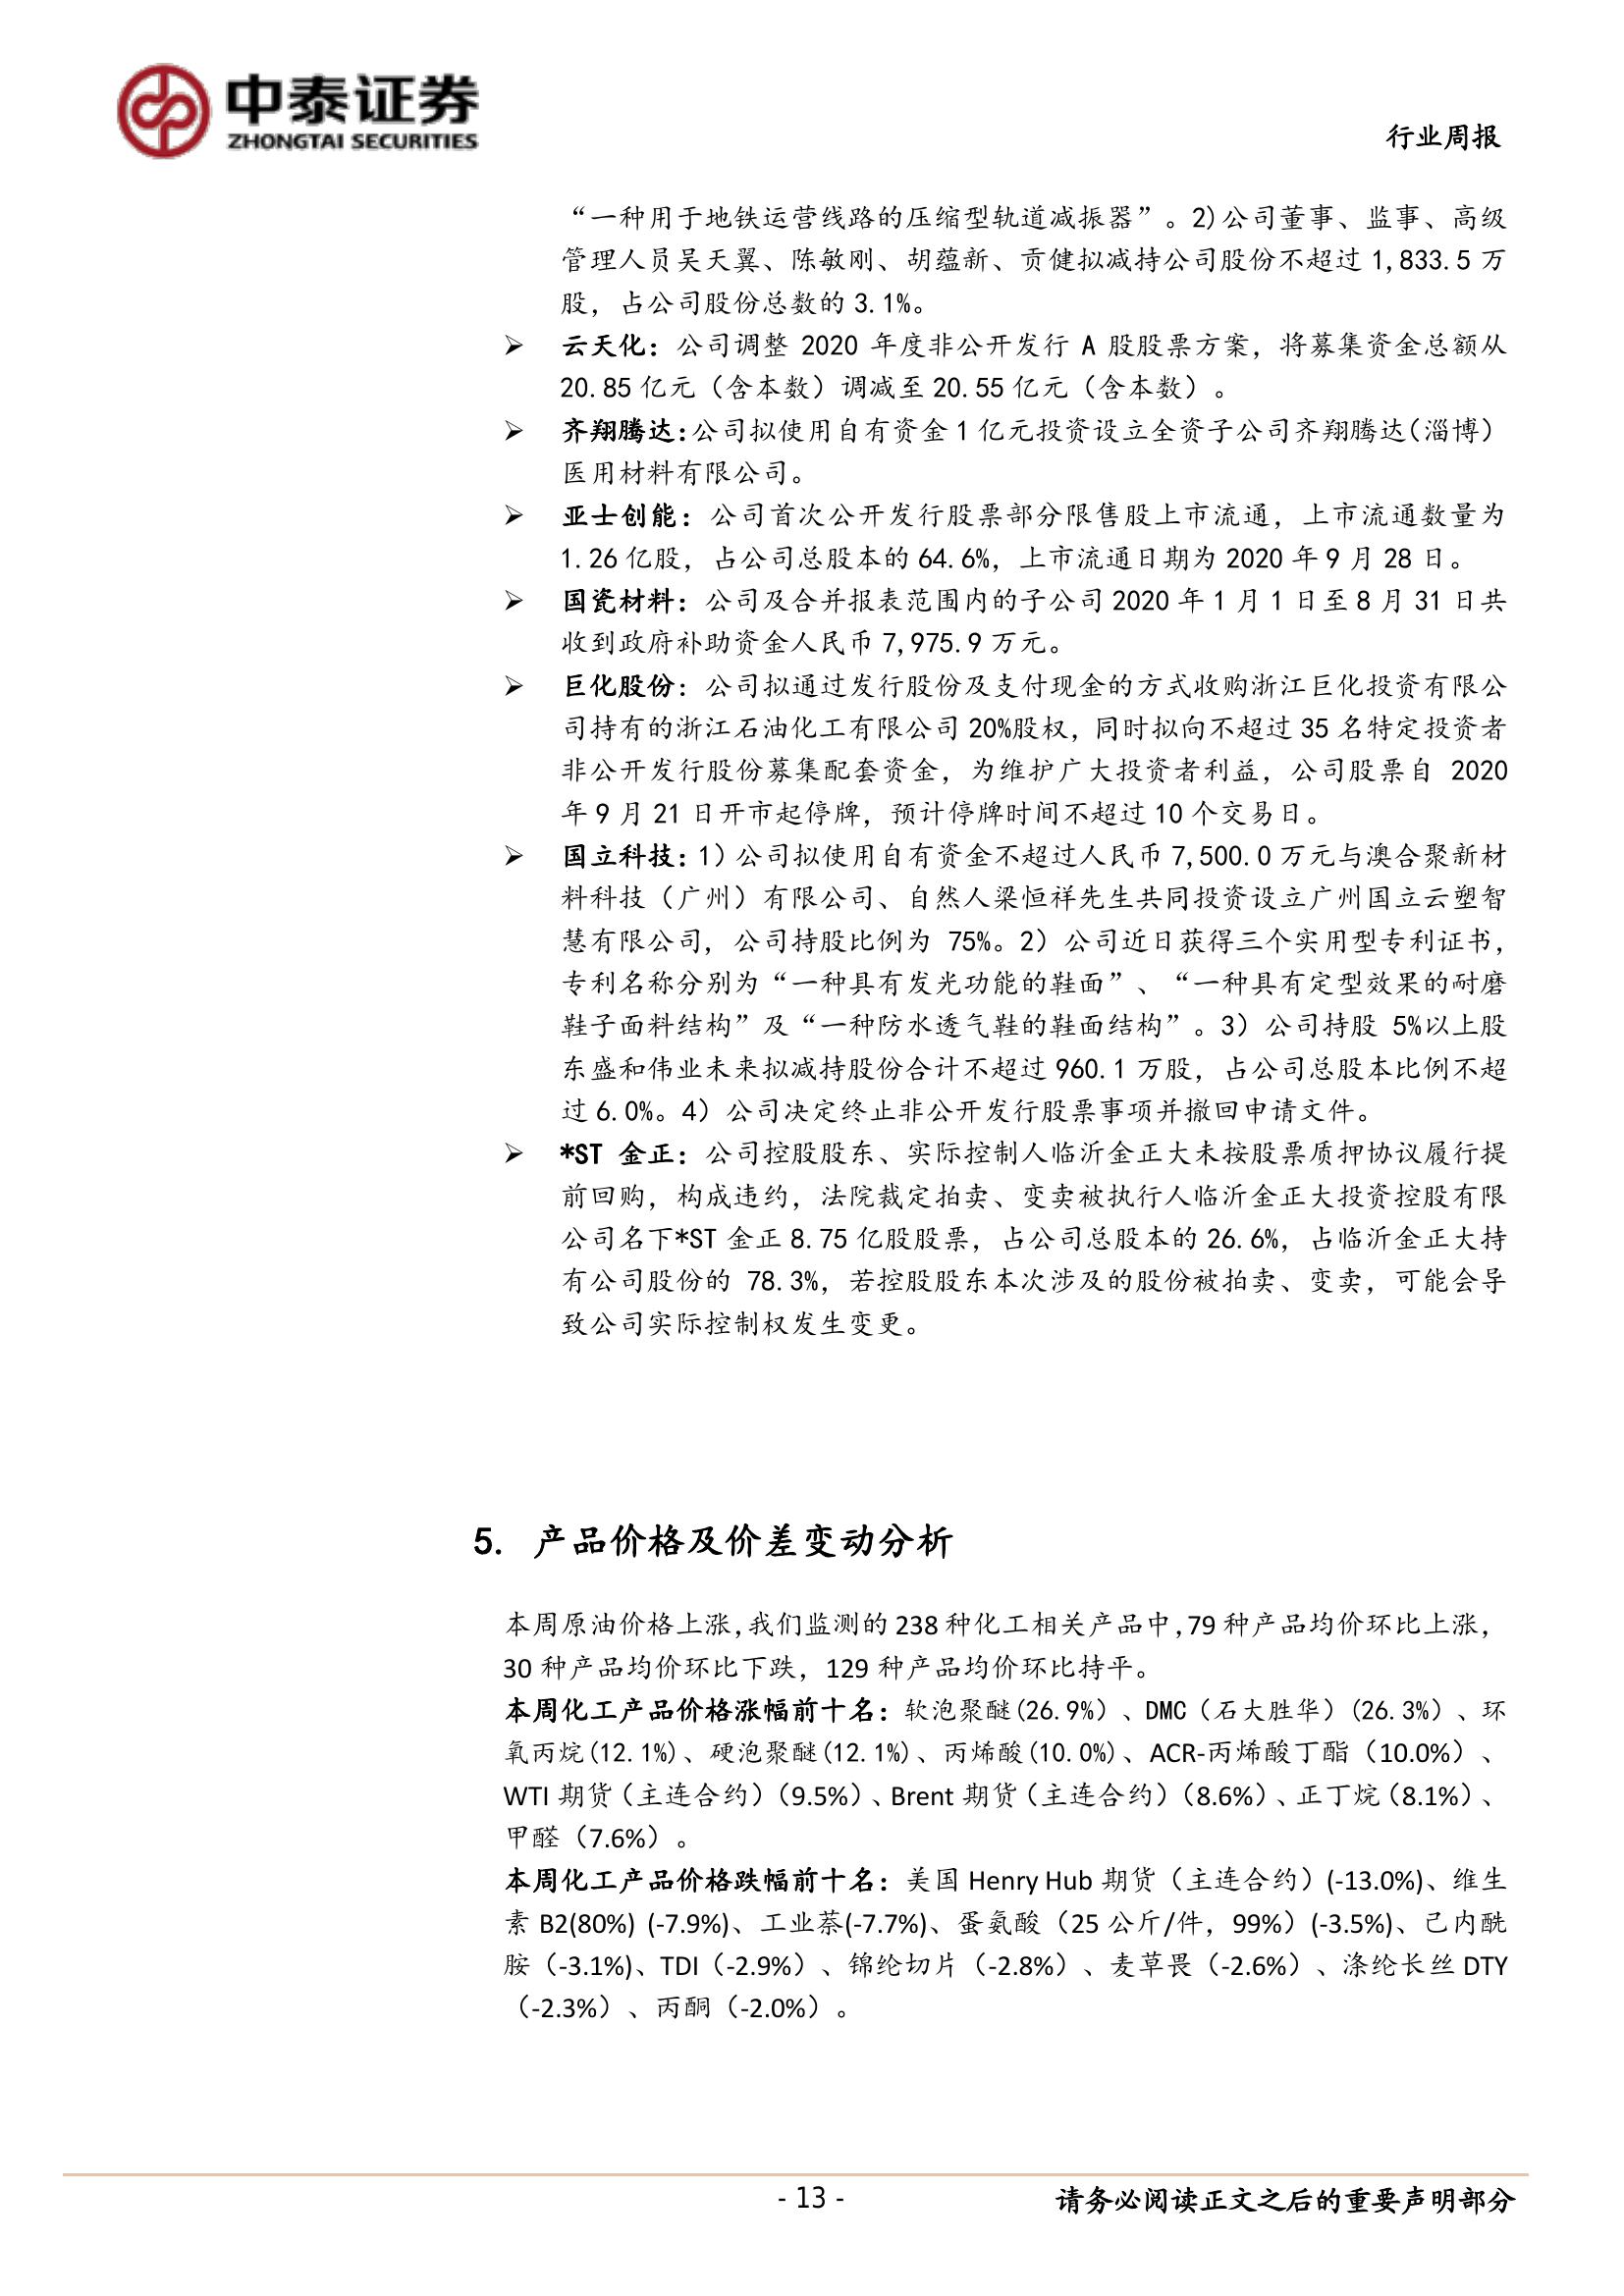 中泰证券
ZHONGTAI SECURITIES
行业周报
“一种用于地铁运营线路的压缩型轨道减振器”。2)公司董事、监事、高级
管理人员吴天翼、陈敏刚、胡蕴新、贡健拟减持公司股份不超过 1,833.5 万
股，占公司股份总数的 3.1%。
➢ 云天化：公司调整 2020 年度非公开发行 A 股股票方案，将募集资金总额从
20.85 亿元（含本数）调减至 20.55 亿元（含本数）。
➢ 齐翔腾达：公司拟使用自有资金 1 亿元投资设立全资子公司齐翔腾达（淄博）
医用材料有限公司。
➢ 亚士创能：公司首次公开发行股票部分限售股上市流通，上市流通数量为
1.26 亿股，占公司总股本的 64.6%，上市流通日期为 2020 年 9 月 28 日。
➢ 国瓷材料：公司及合并报表范围内的子公司 2020 年 1 月 1 日至 8 月 31 日共
收到政府补助资金人民币 7,975.9 万元。
➢ 巨化股份：公司拟通过发行股份及支付现金的方式收购浙江巨化投资有限公
司持有的浙江石油化工有限公司 20%股权，同时拟向不超过 35 名特定投资者
非公开发行股份募集配套资金，为维护广大投资者利益，公司股票自 2020
年 9 月 21 日开市起停牌，预计停牌时间不超过 10 个交易日。
➢ 国立科技：1）公司拟使用自有资金不超过人民币 7,500.0 万元与澳合聚新材
料科技（广州）有限公司、自然人梁恒祥先生共同投资设立广州国立云塑智
慧有限公司，公司持股比例为 75%。2）公司近日获得三个实用型专利证书，
专利名称分别为“一种具有发光功能的鞋面”、“一种具有定型效果的耐磨
鞋子面料结构”及“一种防水透气鞋的鞋面结构”。3）公司持股 5%以上股
东盛和伟业未来拟减持股份合计不超过 960.1 万股，占公司总股本比例不超
过 6.0%。4）公司决定终止非公开发行股票事项并撤回申请文件。
➢ *ST 金正：公司控股股东、实际控制人临沂金正大未按股票质押协议履行提
前回购，构成违约，法院裁定拍卖、变卖被执行人临沂金正大投资控股有限
公司名下*ST 金正 8.75 亿股股票，占公司总股本的 26.6%，占临沂金正大持
有公司股份的 78.3%，若控股股东本次涉及的股份被拍卖、变卖，可能会导
致公司实际控制权发生变更。
5. 产品价格及价差变动分析
本周原油价格上涨，我们监测的 238 种化工相关产品中，79 种产品均价环比上涨，
30 种产品均价环比下跌，129 种产品均价环比持平。
本周化工产品价格涨幅前十名：软泡聚醚(26.9%）、DMC（石大胜华）(26.3%）、环
氧丙烷(12.1%)、硬泡聚醚(12.1%)、丙烯酸(10.0%)、ACR-丙烯酸丁酯（10.0%）、
WTI 期货（主连合约）（9.5%）、Brent 期货（主连合约）（8.6%）、正丁烷（8.1%）、
甲醛（7.6%）。
本周化工产品价格跌幅前十名：美国 Henry Hub 期货（主连合约）(-13.0%)、维生
素 B2(80%) (-7.9%)、工业萘(-7.7%)、蛋氨酸（25 公斤/件，99%）(-3.5%)、己内酰
胺（-3.1%)、TDI（-2.9%）、锦纶切片（-2.8%）、麦草畏（-2.6%）、涤纶长丝 DTY
（-2.3%）、丙酮（-2.0%）。
- 13 -
请务必阅读正文之后的重要声明部分